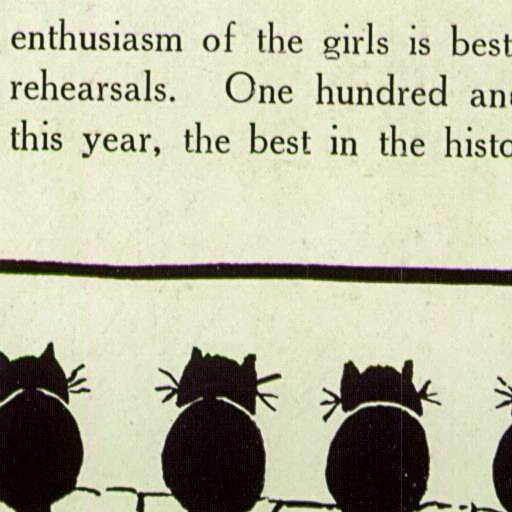 enthusiasm of the girls is best
rehearsals. One hundred an
this year, the best in the histo